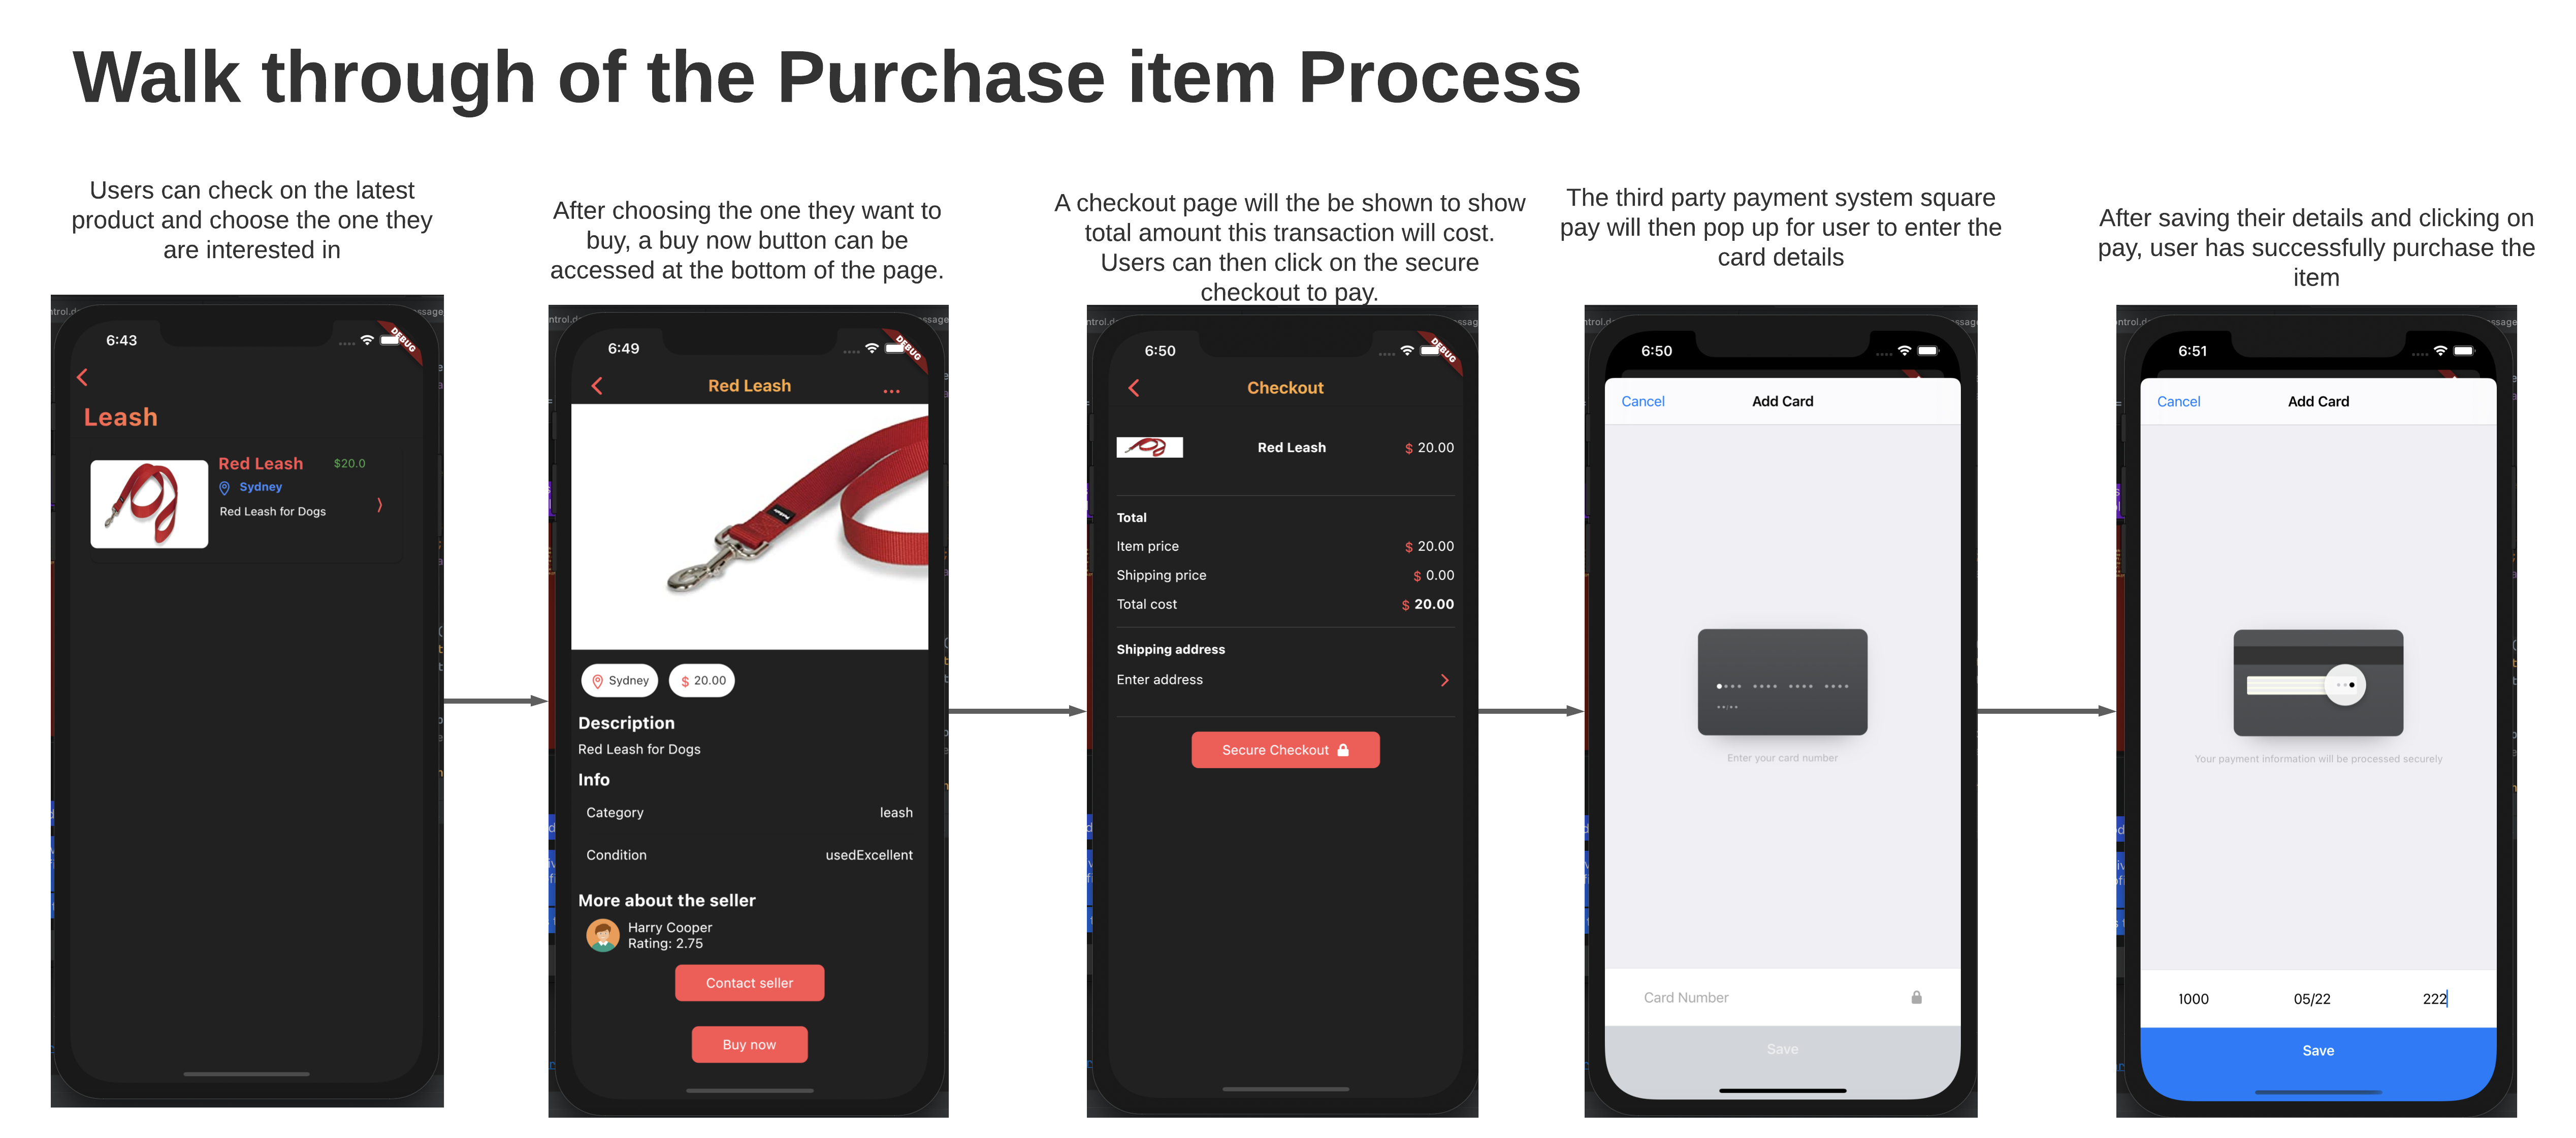 Walk through of the Purchase item Process
Users can check on the latest
product and choose the one they
are interested in
After choosing the one they want to
buy, a buy now button can be
accessed at the bottom of the page.
A checkout page will the be shown to show
total amount this transaction will cost.
Users can then click on the secure
checkout to pay.
The third party payment system square
pay will then pop up for user to enter the
card details
After saving their details and clicking on
pay, user has successfully purchase the
item
6:43
DEBUG
Leash
Red Leash $20.0
Sydney
Red Leash for Dogs
6:49
DEBUG
Red Leash
Sydney
$ 20.00
Description
Red Leash for Dogs
Info
Category leash
Condition usedExcellent
More about the seller
Harry Cooper
Rating: 2.75
Contact seller
Buy now
6:50
DEBUG
Checkout
Red Leash $ 20.00
Total
Item price $ 20.00
Shipping price $ 0.00
Total cost $ 20.00
Shipping address
Enter address
Secure Checkout
6:50
Cancel Add Card
Enter your card number
Card Number
Save
6:51
Cancel Add Card
Your payment information will be processed securely
1000 05/22 222
Save